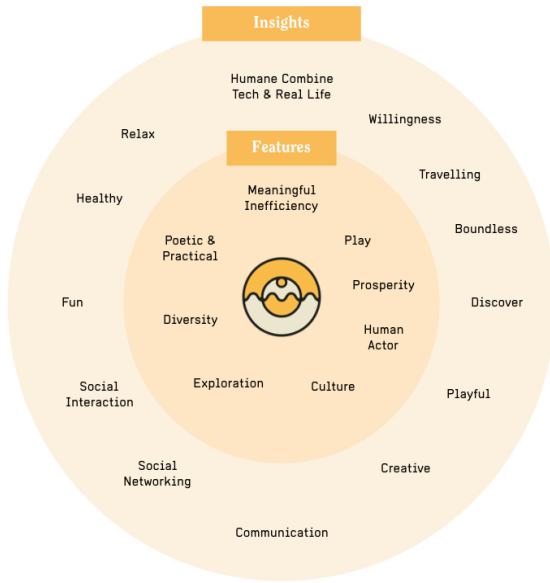 Insights
Humane Combine
Tech & Real Life
Willingness
Relax
Features
Travelling
Meaningful
Inefficiency
Healthy
Boundless
Poetic &
Practical
Play
Prosperity
Fun
Discover
Diversity
Human
Actor
Exploration
Culture
Social
Interaction
Playful
Social
Networking
Creative
Communication